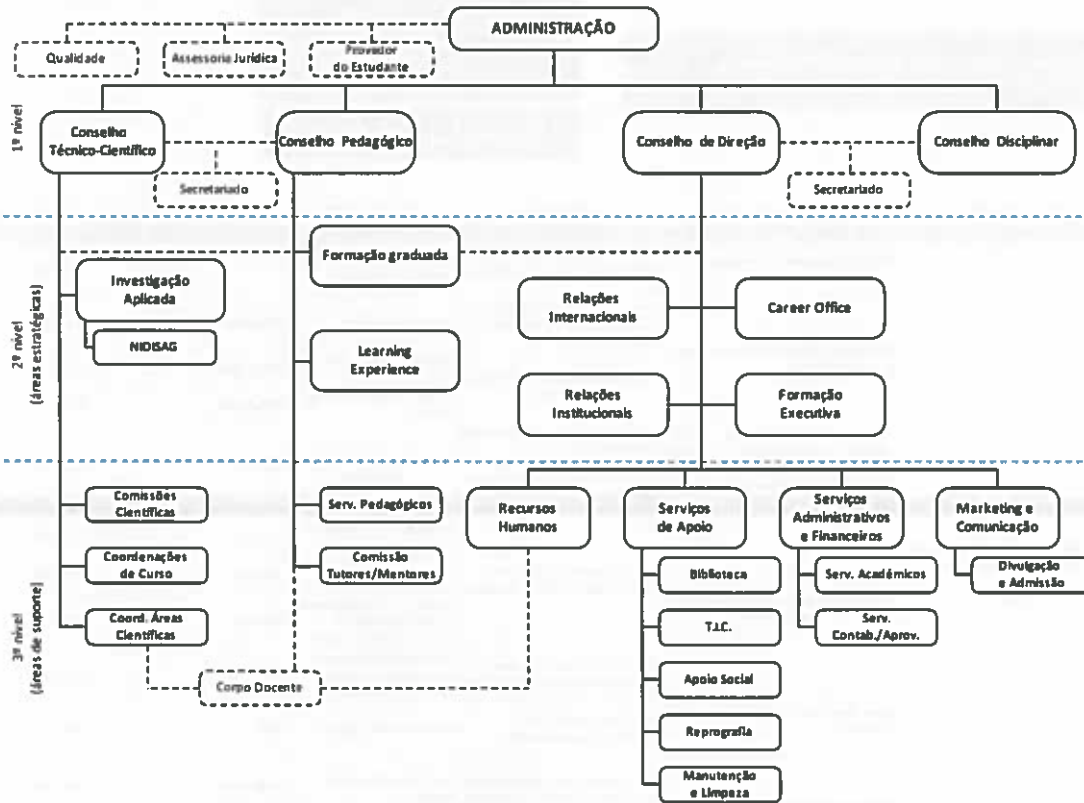 ADMINISTRAÇÃO
Qualidade
Assessoria Jurídica
Provedor
do Estudante
1º nível
Conselho
Técnico-Científico
Conselho Pedagógico
Conselho de Direção
Conselho Disciplinar
Secretariado
Secretariado
2º nível
(áreas estratégicas)
Formação graduada
Investigação
Aplicada
NIDISAG
Learning
Experience
Relações
Internacionais
Career Office
Relações
Institucionais
Formação
Executiva
3º nível
(áreas de suporte)
Comissões
Científicas
Coordenações
de Curso
Coord. Áreas
Científicas
Serv. Pedagógicos
Comissão
Tutores/Mentores
Corpo Docente
Recursos
Humanos
Serviços
de Apoio
Serviços
Administrativos
e Financeiros
Marketing e
Comunicação
Biblioteca
T.I.C.
Apoio Social
Reprografia
Manutenção
e Limpeza
Serv. Académicos
Serv.
Contab./Aprov.
Divulgação
e Admissão